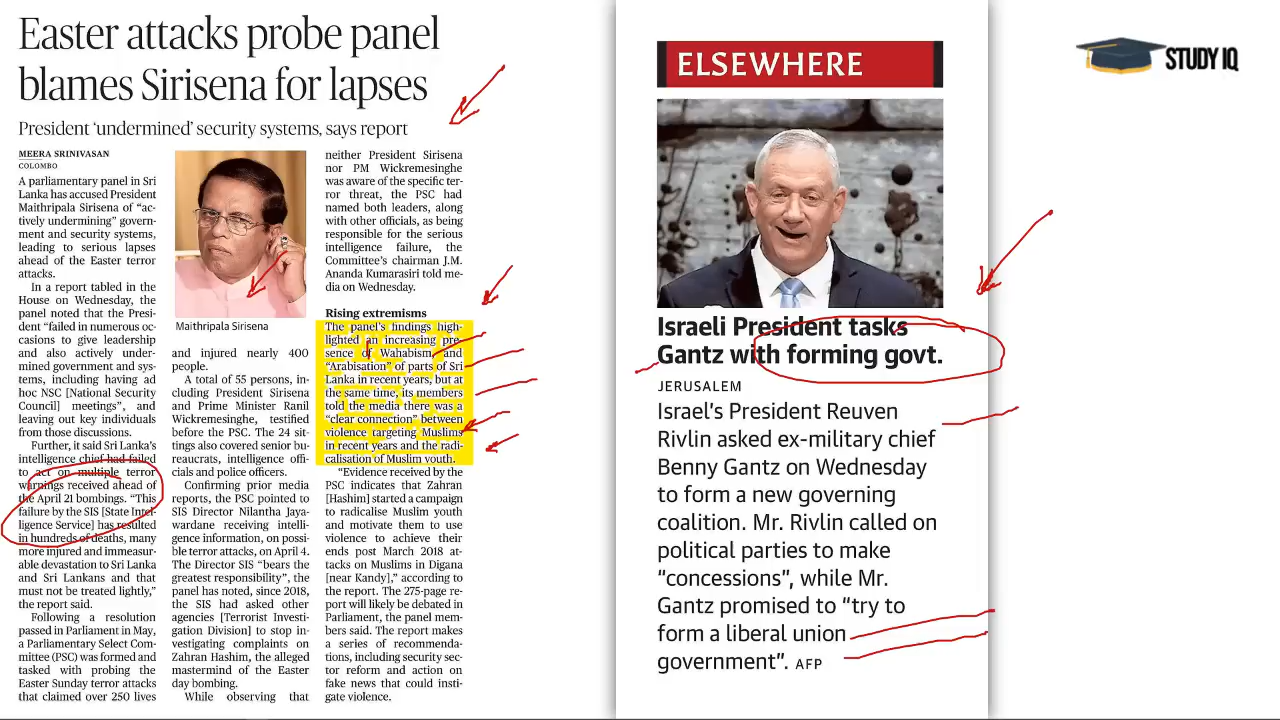 Easter attacks probe panel
blames Sirisena for lapses
President ‘undermined’ security systems, says report
MEERA SRINIVASAN
COLOMBO
A parliamentary panel in Sri
Lanka has accused President
Maithripala Sirisena of “ac-
tively undermining” govern-
ment and security systems,
leading to serious lapses
ahead of the Easter terror
attacks.
In a report tabled in the
House on Wednesday, the
panel noted that the Presi-
dent “failed in numerous oc-
casions to give leadership
and also actively under-
mined government and sys-
tems, including having ad
hoc NSC [National Security
Council] meetings”, and
leaving out key individuals
from those discussions.
Further, it said Sri Lanka’s
intelligence chief had failed
to act on multiple terror
warnings received ahead of
the April 21 bombings. “This
failure by the SIS [State Intel-
ligence Service] has resulted
in hundreds of deaths, many
more injured and immeasur-
able devastation to Sri Lanka
and Sri Lankans and that
must not be treated lightly,”
the report said.
Following a resolution
passed in Parliament in May,
a Parliamentary Select Com-
mittee (PSC) was formed and
tasked with probing the
Easter Sunday terror attacks
that claimed over 250 lives
Maithripala Sirisena
and injured nearly 400
people.
A total of 55 persons, in-
cluding President Sirisena
and Prime Minister Ranil
Wickremesinghe, testified
before the PSC. The 24 sit-
tings also covered senior bu-
reaucrats, intelligence offi-
cials and police officers.
Confirming prior media
reports, the PSC pointed to
SIS Director Nilantha Jaya-
wardane receiving intelli-
gence information, on possi-
ble terror attacks, on April 4.
The Director SIS “bears the
greatest responsibility”, the
panel has noted, since 2018,
the SIS had asked other
agencies [Terrorist Investi-
gation Division] to stop in-
vestigating complaints on
Zahran Hashim, the alleged
mastermind of the Easter
day bombing.
While observing that
neither President Sirisena
nor PM Wickremesinghe
was aware of the specific ter-
ror threat, the PSC had
named both leaders, along
with other officials, as being
responsible for the serious
intelligence failure, the
Committee’s chairman J.M.
Ananda Kumarasiri told me-
dia on Wednesday.
Rising extremisms
The panel’s findings high-
lighted an increasing pre-
sence of Wahabism, and
“Arabisation” of parts of Sri
Lanka in recent years, but at
the same time, its members
told the media there was a
“clear connection” between
violence targeting Muslims
in recent years and the radi-
calisation of Muslim youth.
“Evidence received by the
PSC indicates that Zahran
[Hashim] started a campaign
to radicalise Muslim youth
and motivate them to use
violence to achieve their
ends post March 2018 at-
tacks on Muslims in Digana
[near Kandy],” according to
the report. The 275-page re-
port will likely be debated in
Parliament, the panel mem-
bers said. The report makes
a series of recommenda-
tions, including security sec-
tor reform and action on
fake news that could insti-
gate violence.
ELSEWHERE
Israeli President tasks
Gantz with forming govt.
JERUSALEM
Israel’s President Reuven
Rivlin asked ex-military chief
Benny Gantz on Wednesday
to form a new governing
coalition. Mr. Rivlin called on
political parties to make
“concessions”, while Mr.
Gantz promised to “try to
form a liberal union
government”. AFP
STUDY IQ